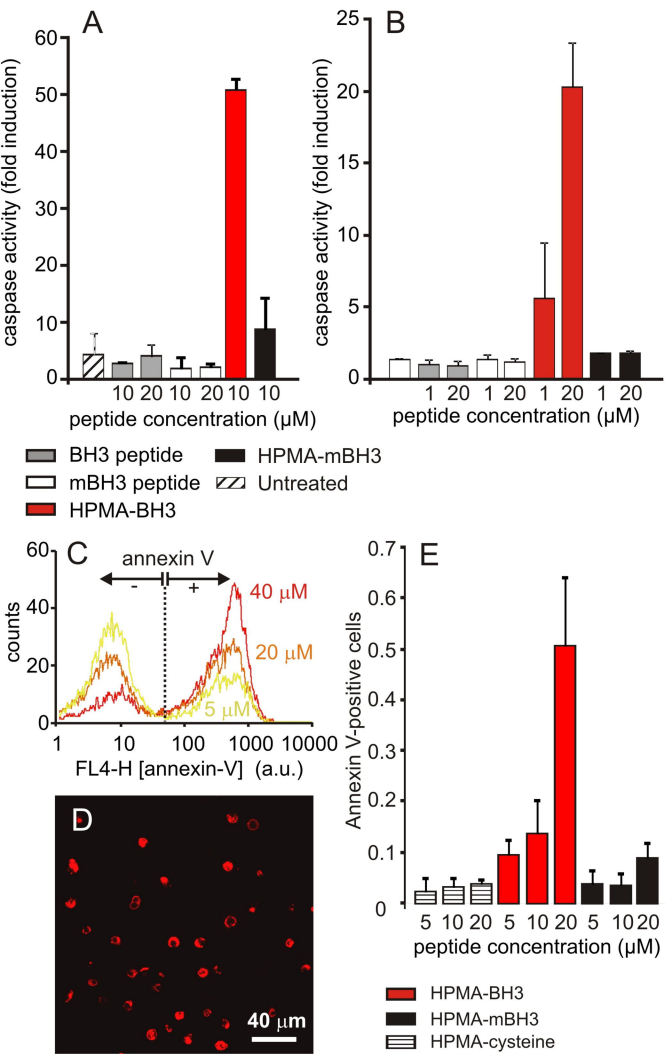 A
caspase activity (fold induction)
60
50
40
30
20
10
0
10 20 10 20 10 10
peptide concentration (µM)
B
caspase activity (fold induction)
25
20
15
10
5
0
1 20 1 20 1 20 1 20
peptide concentration (µM)
BH3 peptide
mBH3 peptide
HPMA-BH3
HPMA-mBH3
Untreated
C
annexin V
- +
counts
60
40
20
0
40 µM
20 µM
5 µM
1 10 100 1000 10000
FL4-H [annexin-V] (a.u.)
D
40 µm
E
Annexin V-positive cells
0.7
0.6
0.5
0.4
0.3
0.2
0.1
0
5 10 20 5 10 20 5 10 20
peptide concentration (µM)
HPMA-BH3
HPMA-mBH3
HPMA-cysteine